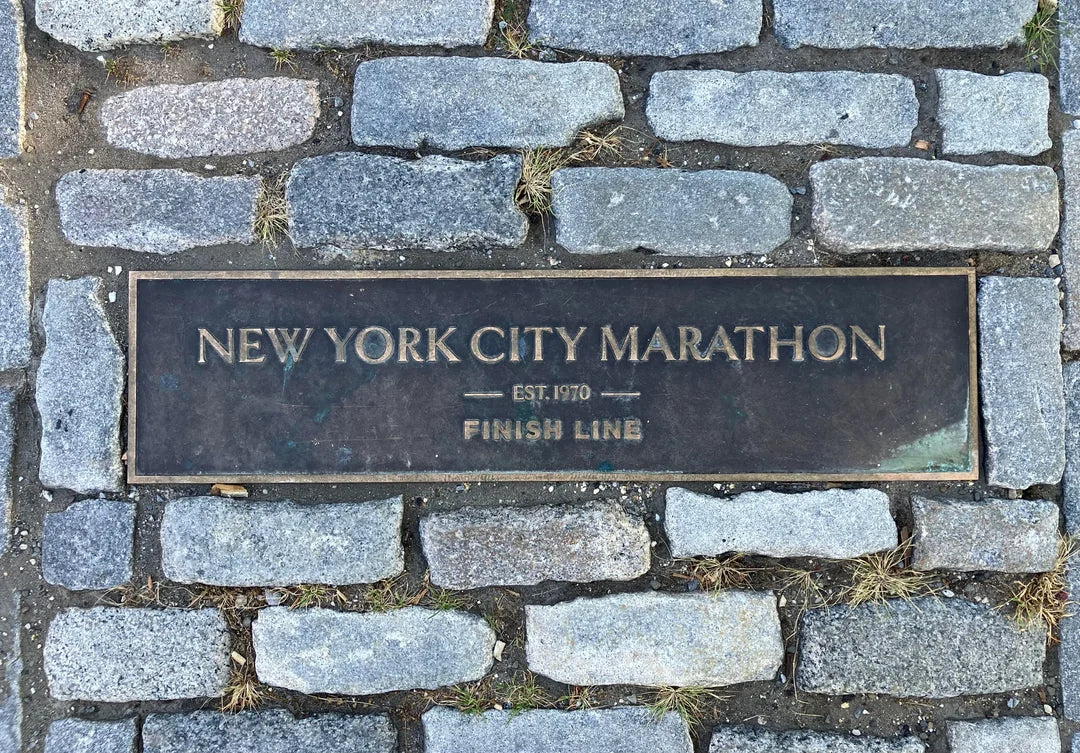 NEW YORK CITY MARATHON
EST. 1970
FINISH LINE